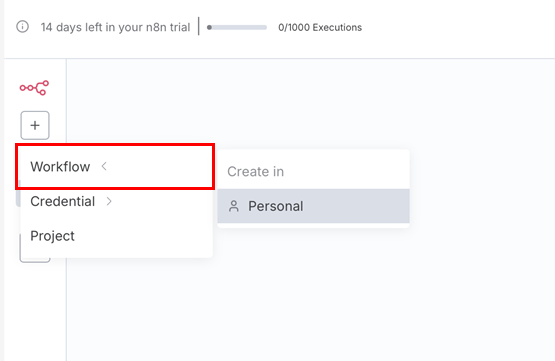 14 days left in your n8n trial
0/1000 Executions
Workflow
Credential
Project
Create in
Personal